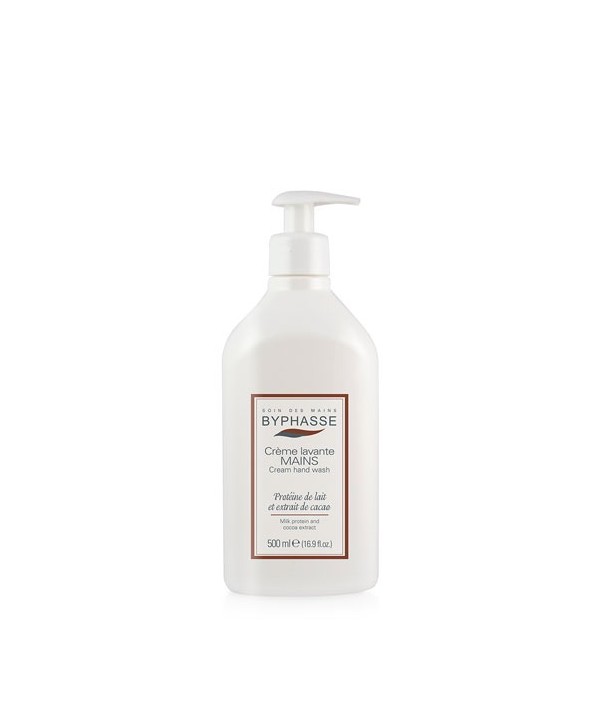 SOIN DES MAINS
BYPHASSE
Crème lavante
MAINS
Cream hand wash
Protéine de lait
et extrait de cacao
Milk protein and
cocoa extract
500 ml ℮ (16.9 fl.oz.)